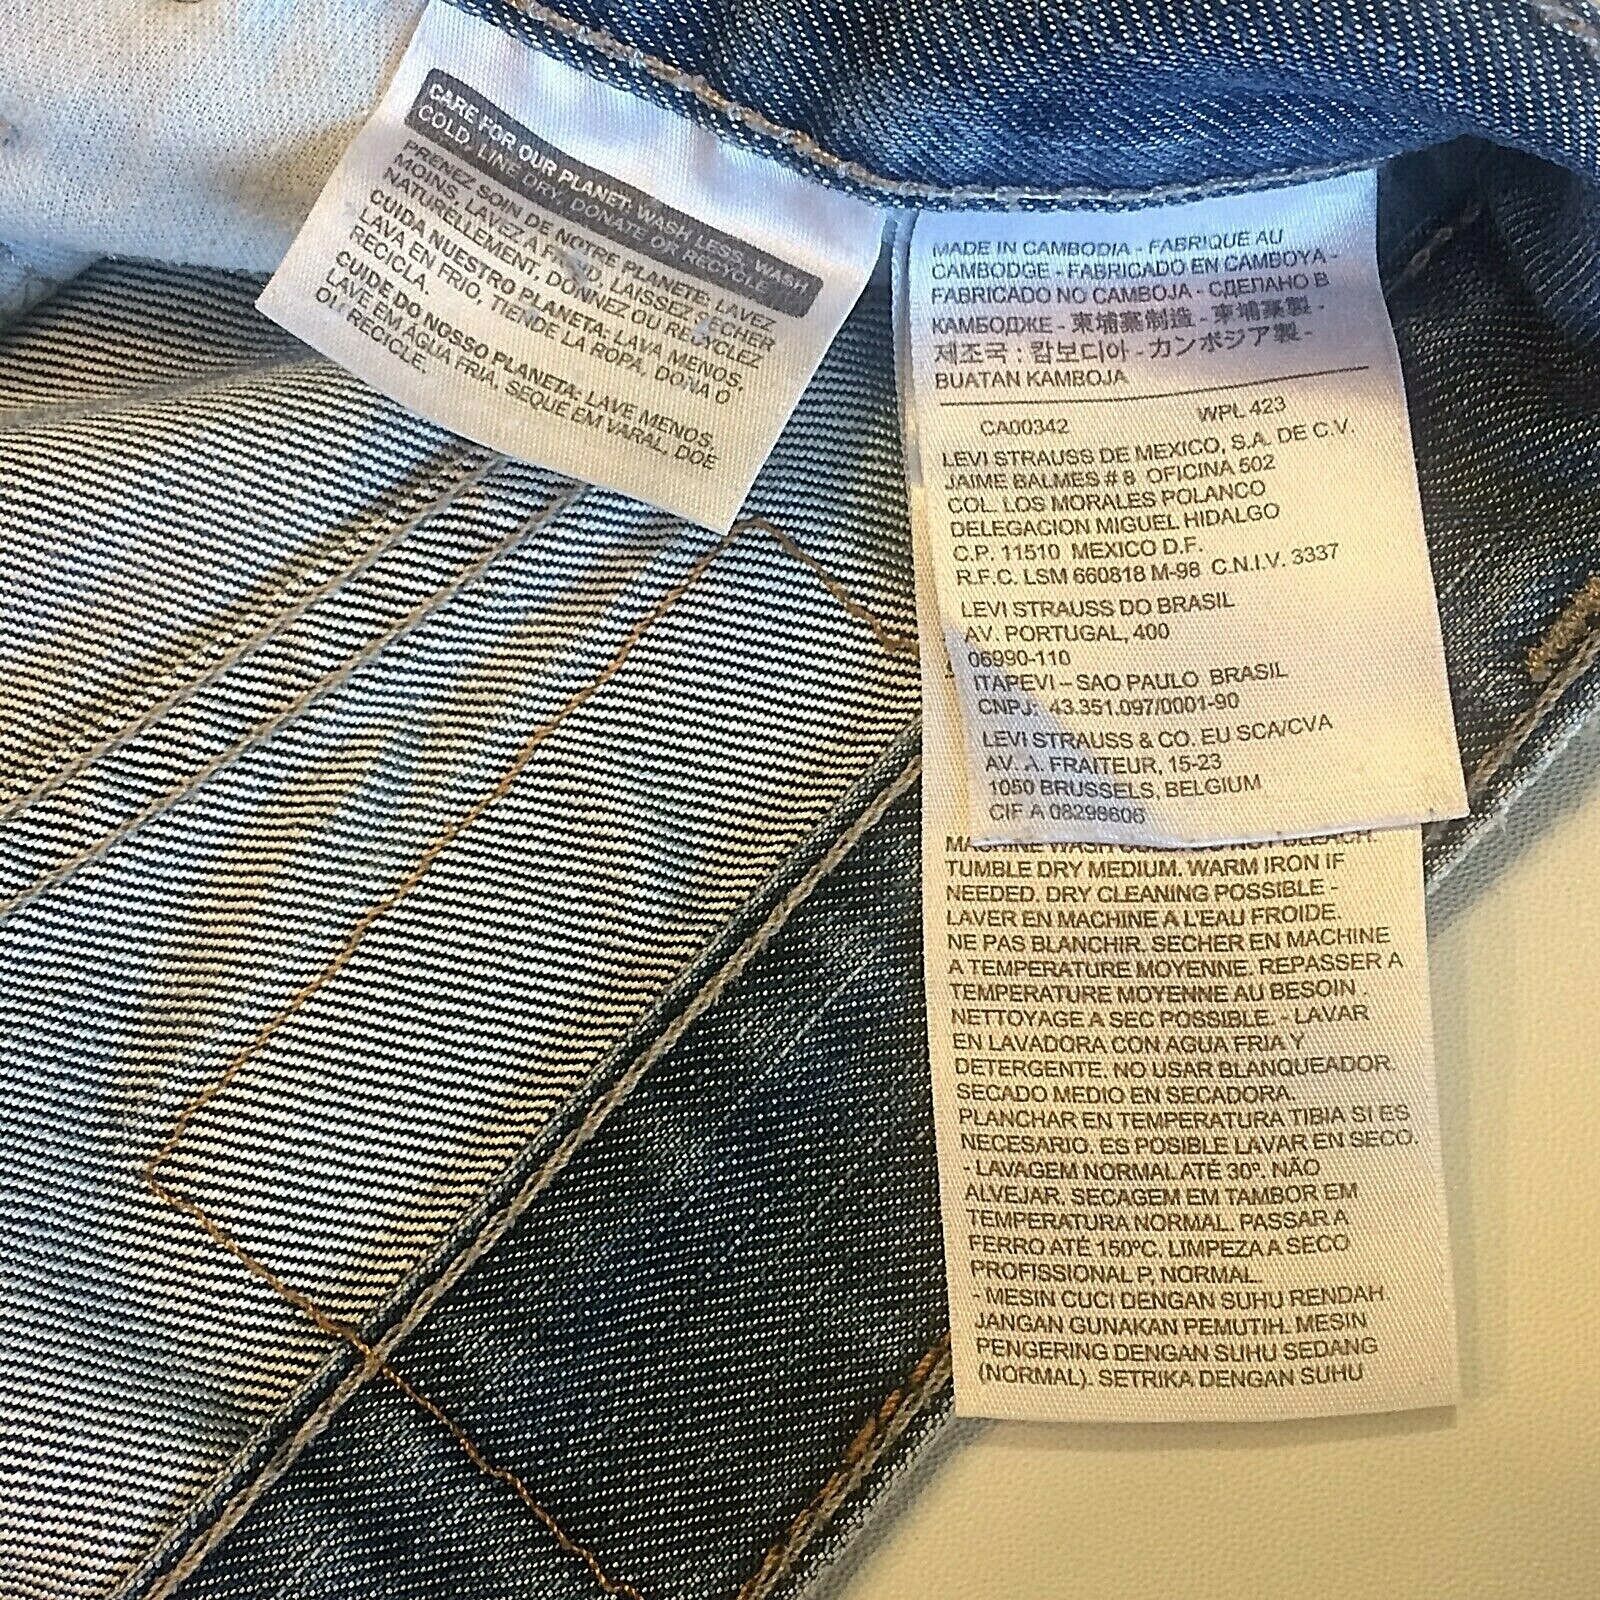 CARE FOR OUR PLANET: WASH LESS, WASH
COLD, LINE DRY, DONATE OR RECYCLE
PRENEZ SOIN DE NOTRE PLANETE: LAVEZ
MOINS, LAVEZ A FROID, LAISSEZ SECHER
NATURELLEMENT, DONNEZ OU RECYCLEZ
CUIDA NUESTRO PLANETA: LAVA MENOS,
LAVA EN FRIO, TIENDE LA ROPA, DONA O
RECICLA.
CUIDE DO NOSSO PLANETA: LAVE MENOS,
LAVE EM ÁGUA FRIA, SEQUE EM VARAL, DOE
OU RECICLE.
MADE IN CAMBODIA - FABRIQUE AU
CAMBODGE - FABRICADO EN CAMBOYA -
FABRICADO NO CAMBOJA - СДЕЛАНО В
КАМБОДЖЕ - 柬埔寨制造 - 柬埔寨製 -
제조국 : 캄보디아 - カンボジア製 -
BUATAN KAMBOJA
CA00342 WPL 423
LEVI STRAUSS DE MEXICO, S.A. DE C.V.
JAIME BALMES # 8 OFICINA 502
COL. LOS MORALES POLANCO
DELEGACION MIGUEL HIDALGO
C.P. 11510 MEXICO D.F.
R.F.C. LSM 660818 M-98 C.N.I.V. 3337
LEVI STRAUSS DO BRASIL
AV. PORTUGAL, 400
06990-110
ITAPEVI – SAO PAULO BRASIL
CNPJ: 43.351.097/0001-90
LEVI STRAUSS & CO. EU SCA/CVA
AV. A. FRAITEUR, 15-23
1050 BRUSSELS, BELGIUM
CIF A 08298606
MACHINE WASH BLEACH.
TUMBLE DRY MEDIUM. WARM IRON IF
NEEDED. DRY CLEANING POSSIBLE -
LAVER EN MACHINE A L'EAU FROIDE.
NE PAS BLANCHIR. SECHER EN MACHINE
A TEMPERATURE MOYENNE. REPASSER A
TEMPERATURE MOYENNE AU BESOIN .
NETTOYAGE A SEC POSSIBLE. - LAVAR
EN LAVADORA CON AGUA FRIA Y
DETERGENTE. NO USAR BLANQUEADOR.
SECADO MEDIO EN SECADORA.
PLANCHAR EN TEMPERATURA TIBIA SI ES
NECESARIO. ES POSIBLE LAVAR EN SECO.
- LAVAGEM NORMAL ATÉ 30º. NÃO
ALVEJAR. SECAGEM EM TAMBOR EM
TEMPERATURA NORMAL. PASSAR A
FERRO ATÉ 150ºC. LIMPEZA A SECO
PROFISSIONAL P, NORMAL.
- MESIN CUCI DENGAN SUHU RENDAH.
JANGAN GUNAKAN PEMUTIH. MESIN
PENGERING DENGAN SUHU SEDANG
(NORMAL). SETRIKA DENGAN SUHU